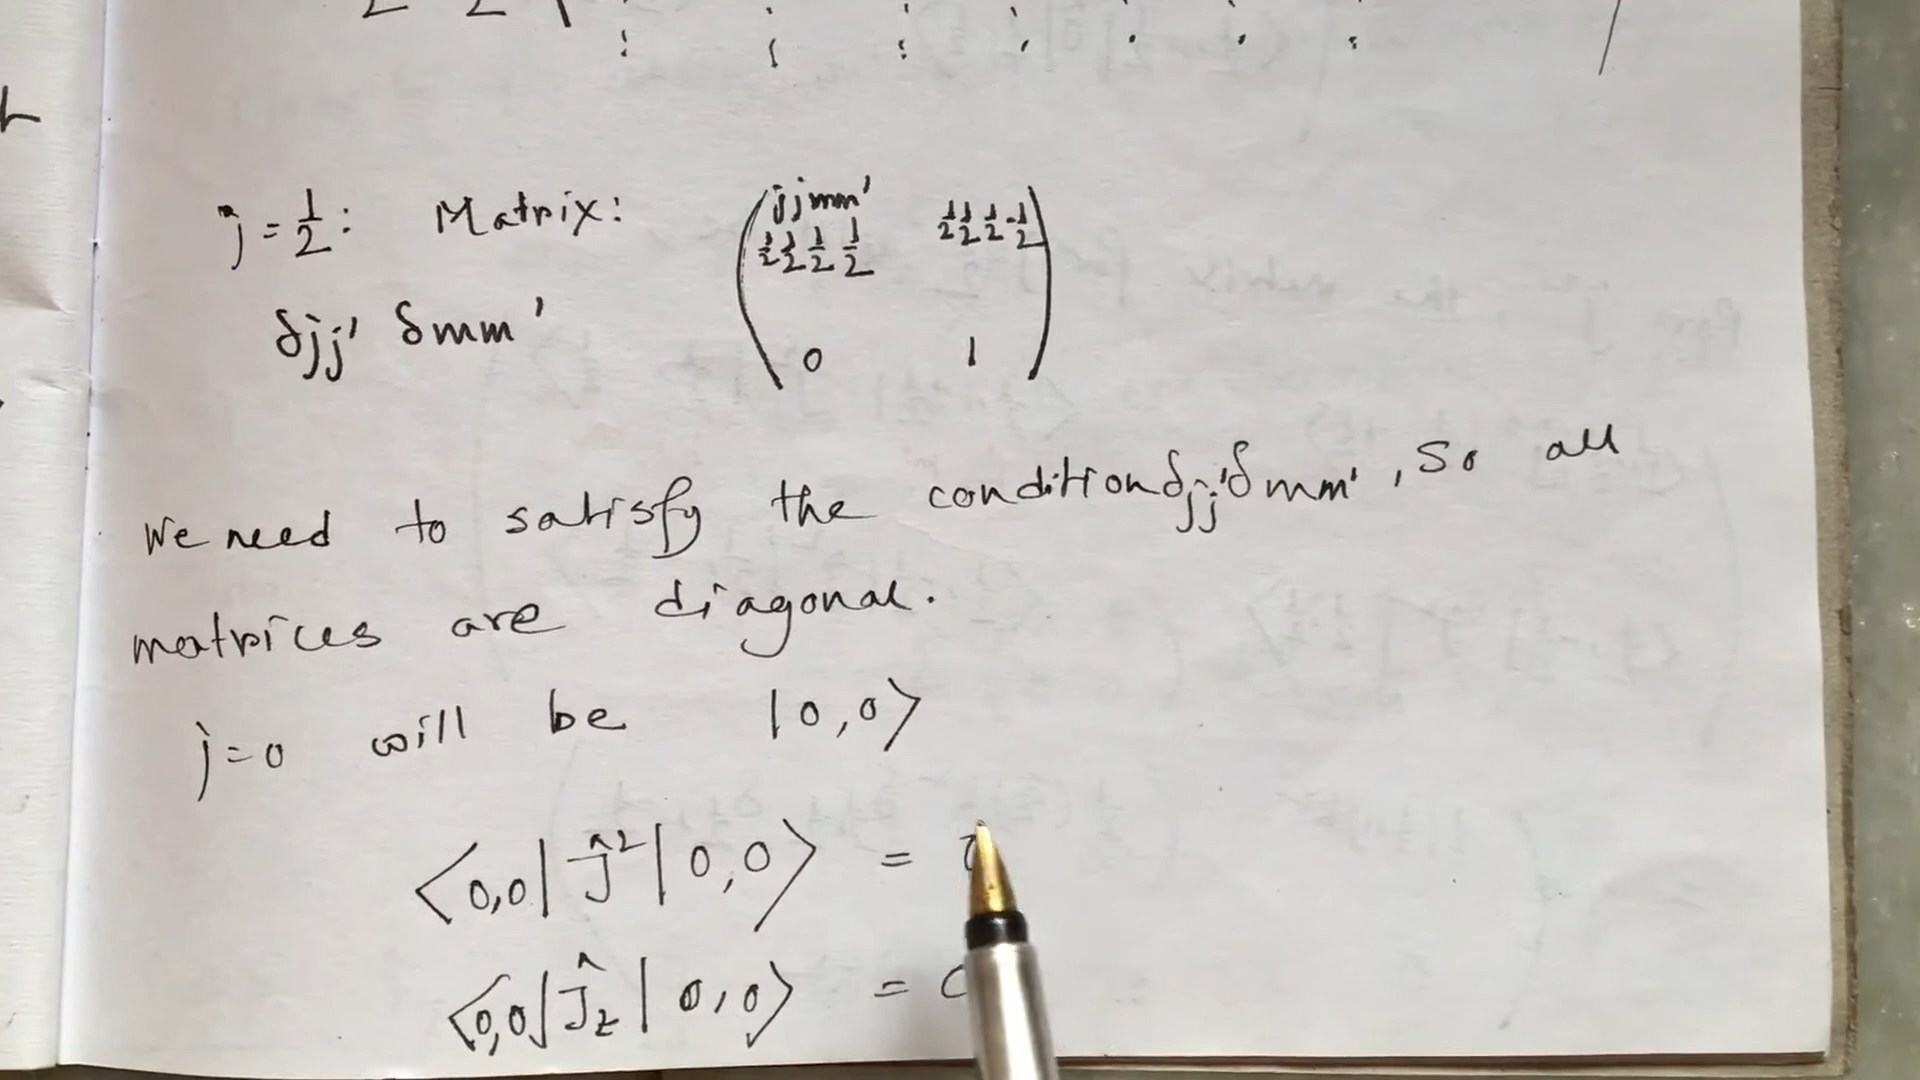 j = 1/2 : Matrix: ( jjmm' 1/2 1/2 1/2 -1/2
1/2 1/2 1/2 1/2
δjj' δmm'
0 1 )
We need to satisfy the condition δjj' δmm', so all
matrices are diagonal.
j=0 will be |0,0⟩
⟨0,0| Ĵ² |0,0⟩ =
⟨0,0| Ĵz |0,0⟩ =